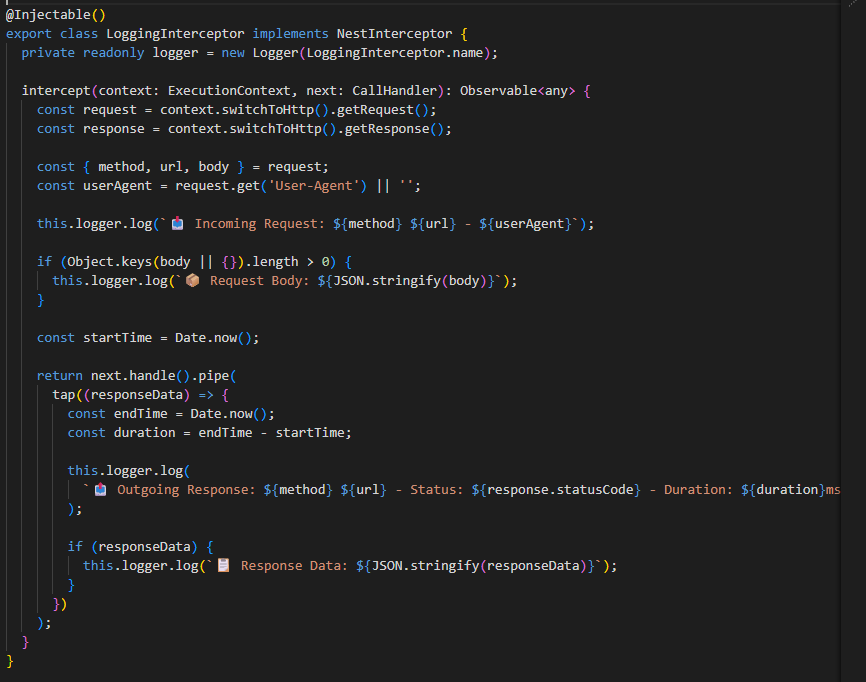 @Injectable()
export class LoggingInterceptor implements NestInterceptor {
  private readonly logger = new Logger(LoggingInterceptor.name);

  intercept(context: ExecutionContext, next: CallHandler): Observable<any> {
    const request = context.switchToHttp().getRequest();
    const response = context.switchToHttp().getResponse();

    const { method, url, body } = request;
    const userAgent = request.get('User-Agent') || '';

    this.logger.log(`📥 Incoming Request: ${method} ${url} - ${userAgent}`);

    if (Object.keys(body || {}).length > 0) {
      this.logger.log(`📦 Request Body: ${JSON.stringify(body)}`);
    }

    const startTime = Date.now();

    return next.handle().pipe(
      tap((responseData) => {
        const endTime = Date.now();
        const duration = endTime - startTime;

        this.logger.log(
          `📤 Outgoing Response: ${method} ${url} - Status: ${response.statusCode} - Duration: ${duration}ms
        );

        if (responseData) {
          this.logger.log(`📋 Response Data: ${JSON.stringify(responseData)}`);
        }
      })
    );
  }
}